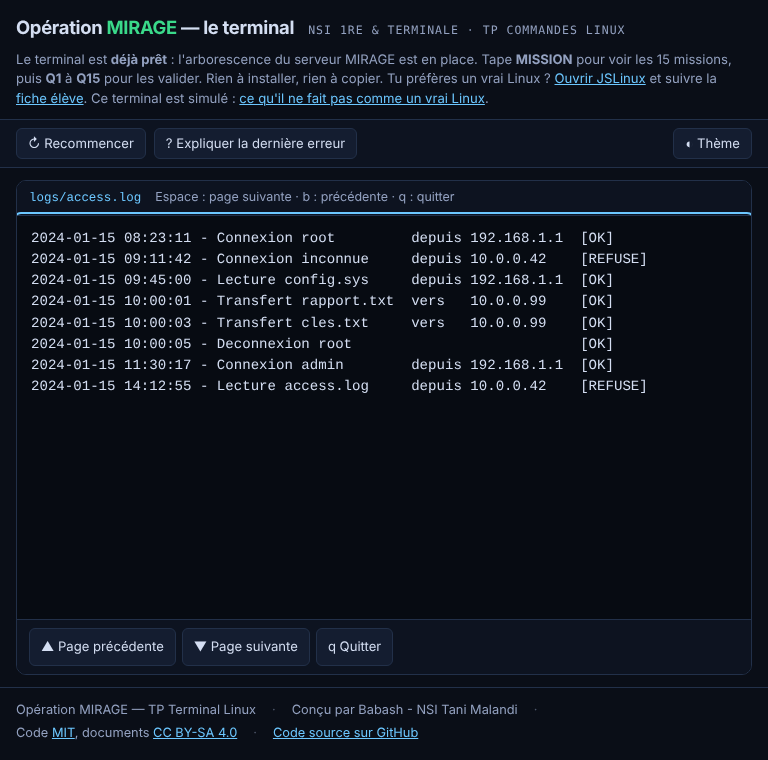 Opération MIRAGE — le terminal NSI 1RE & TERMINALE · TP COMMANDES LINUX
Le terminal est déjà prêt : l'arborescence du serveur MIRAGE est en place. Tape MISSION pour voir les 15 missions,
puis Q1 à Q15 pour les valider. Rien à installer, rien à copier. Tu préfères un vrai Linux ? Ouvrir JSLinux et suivre la
fiche élève. Ce terminal est simulé : ce qu'il ne fait pas comme un vrai Linux.
↻ Recommencer ? Expliquer la dernière erreur ◐ Thème
logs/access.log Espace : page suivante · b : précédente · q : quitter
2024-01-15 08:23:11 - Connexion root         depuis 192.168.1.1  [OK]
2024-01-15 09:11:42 - Connexion inconnue     depuis 10.0.0.42    [REFUSE]
2024-01-15 09:45:00 - Lecture config.sys     depuis 192.168.1.1  [OK]
2024-01-15 10:00:01 - Transfert rapport.txt  vers   10.0.0.99    [OK]
2024-01-15 10:00:03 - Transfert cles.txt     vers   10.0.0.99    [OK]
2024-01-15 10:00:05 - Deconnexion root                           [OK]
2024-01-15 11:30:17 - Connexion admin        depuis 192.168.1.1  [OK]
2024-01-15 14:12:55 - Lecture access.log     depuis 10.0.0.42    [REFUSE]
▲ Page précédente ▼ Page suivante q Quitter
Opération MIRAGE — TP Terminal Linux · Conçu par Babash - NSI Tani Malandi ·
Code MIT, documents CC BY-SA 4.0 · Code source sur GitHub